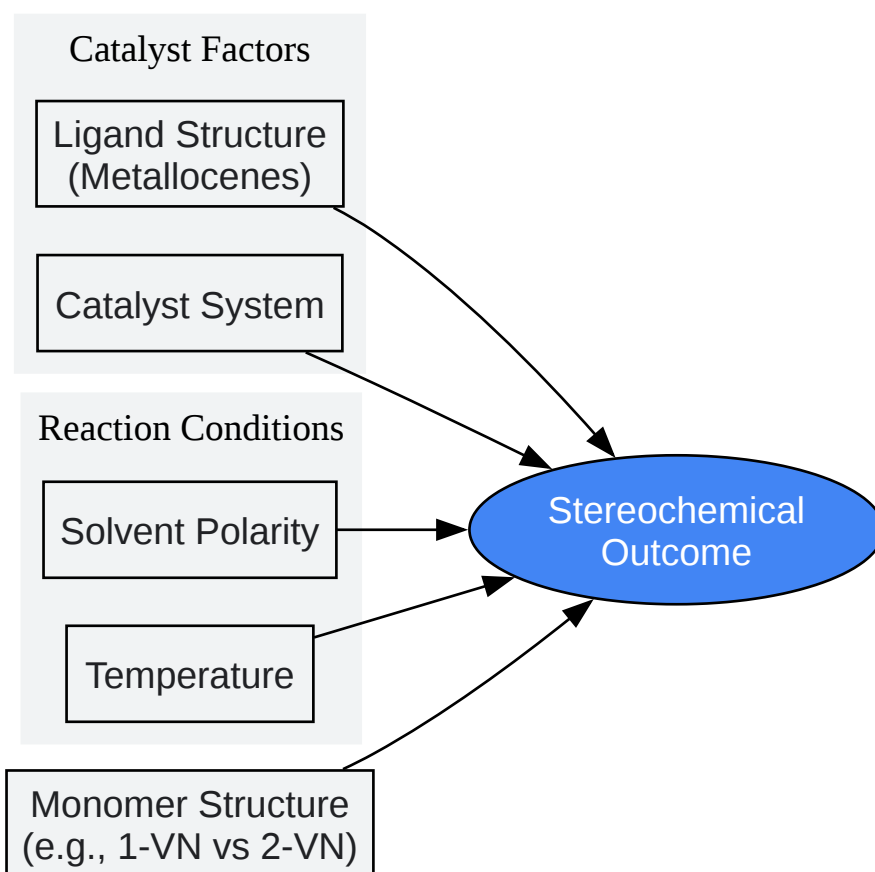 Catalyst Factors
Ligand Structure
(Metallocenes)
Catalyst System
Reaction Conditions
Solvent Polarity
Temperature
Monomer Structure
(e.g., 1-VN vs 2-VN)
Stereochemical
Outcome